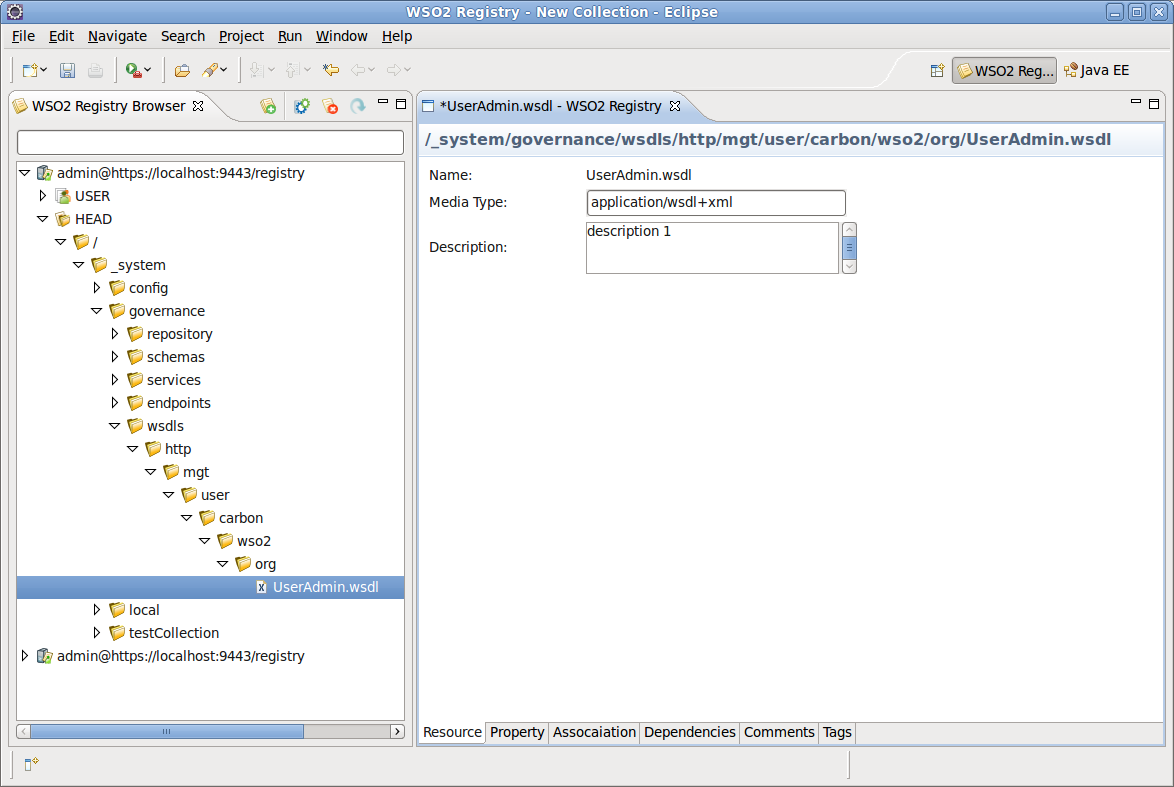 WSO2 Registry - New Collection - Eclipse
File Edit Navigate Search Project Run Window Help
WSO2 Reg... Java EE
WSO2 Registry Browser
admin@https://localhost:9443/registry
USER
HEAD
/
_system
config
governance
repository
schemas
services
endpoints
wsdls
http
mgt
user
carbon
wso2
org
UserAdmin.wsdl
local
testCollection
admin@https://localhost:9443/registry
*UserAdmin.wsdl - WSO2 Registry
/_system/governance/wsdls/http/mgt/user/carbon/wso2/org/UserAdmin.wsdl
Name: UserAdmin.wsdl
Media Type: application/wsdl+xml
Description: description 1
Resource Property Assocaiation Dependencies Comments Tags